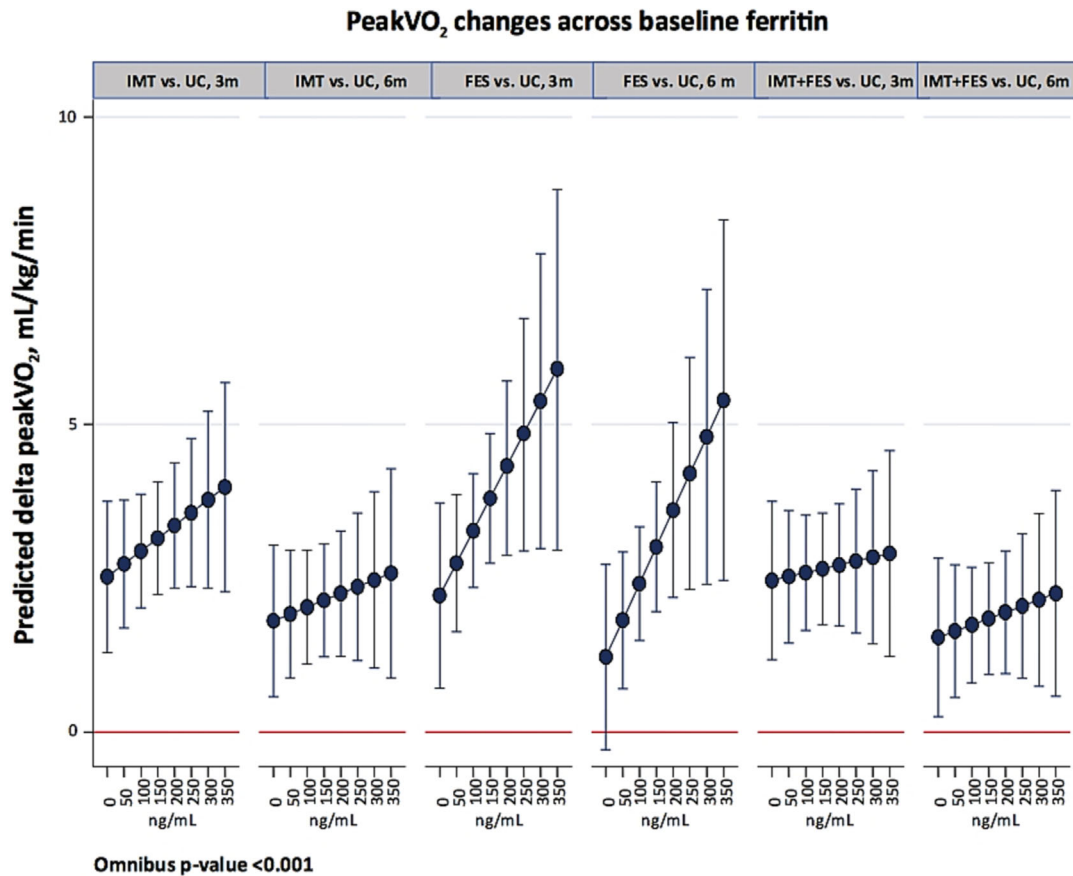 PeakVO₂ changes across baseline ferritin
IMT vs. UC, 3m IMT vs. UC, 6m FES vs. UC, 3m FES vs. UC, 6 m IMT+FES vs. UC, 3m IMT+FES vs. UC, 6m
Predicted delta peakVO₂, mL/kg/min
10
5
0
0 50 100 150 200 250 300 350 0 50 100 150 200 250 300 350 0 50 100 150 200 250 300 350 0 50 100 150 200 250 300 350 0 50 100 150 200 250 300 350 0 50 100 150 200 250 300 350
ng/mL ng/mL ng/mL ng/mL ng/mL ng/mL
Omnibus p-value <0.001